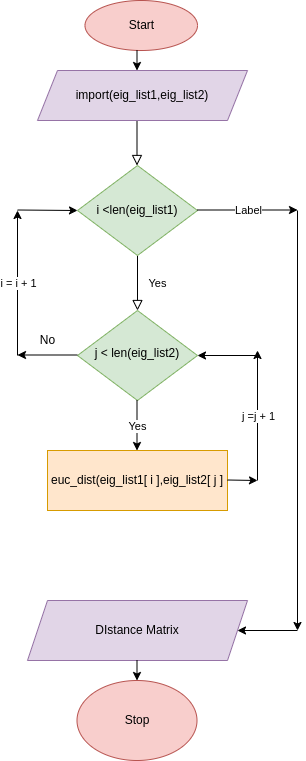 Start
import(eig_list1,eig_list2)
i <len(eig_list1)
Label
i = i + 1
Yes
No
j < len(eig_list2)
j =j + 1
Yes
euc_dist(eig_list1[ i ],eig_list2[ j ]
DIstance Matrix
Stop